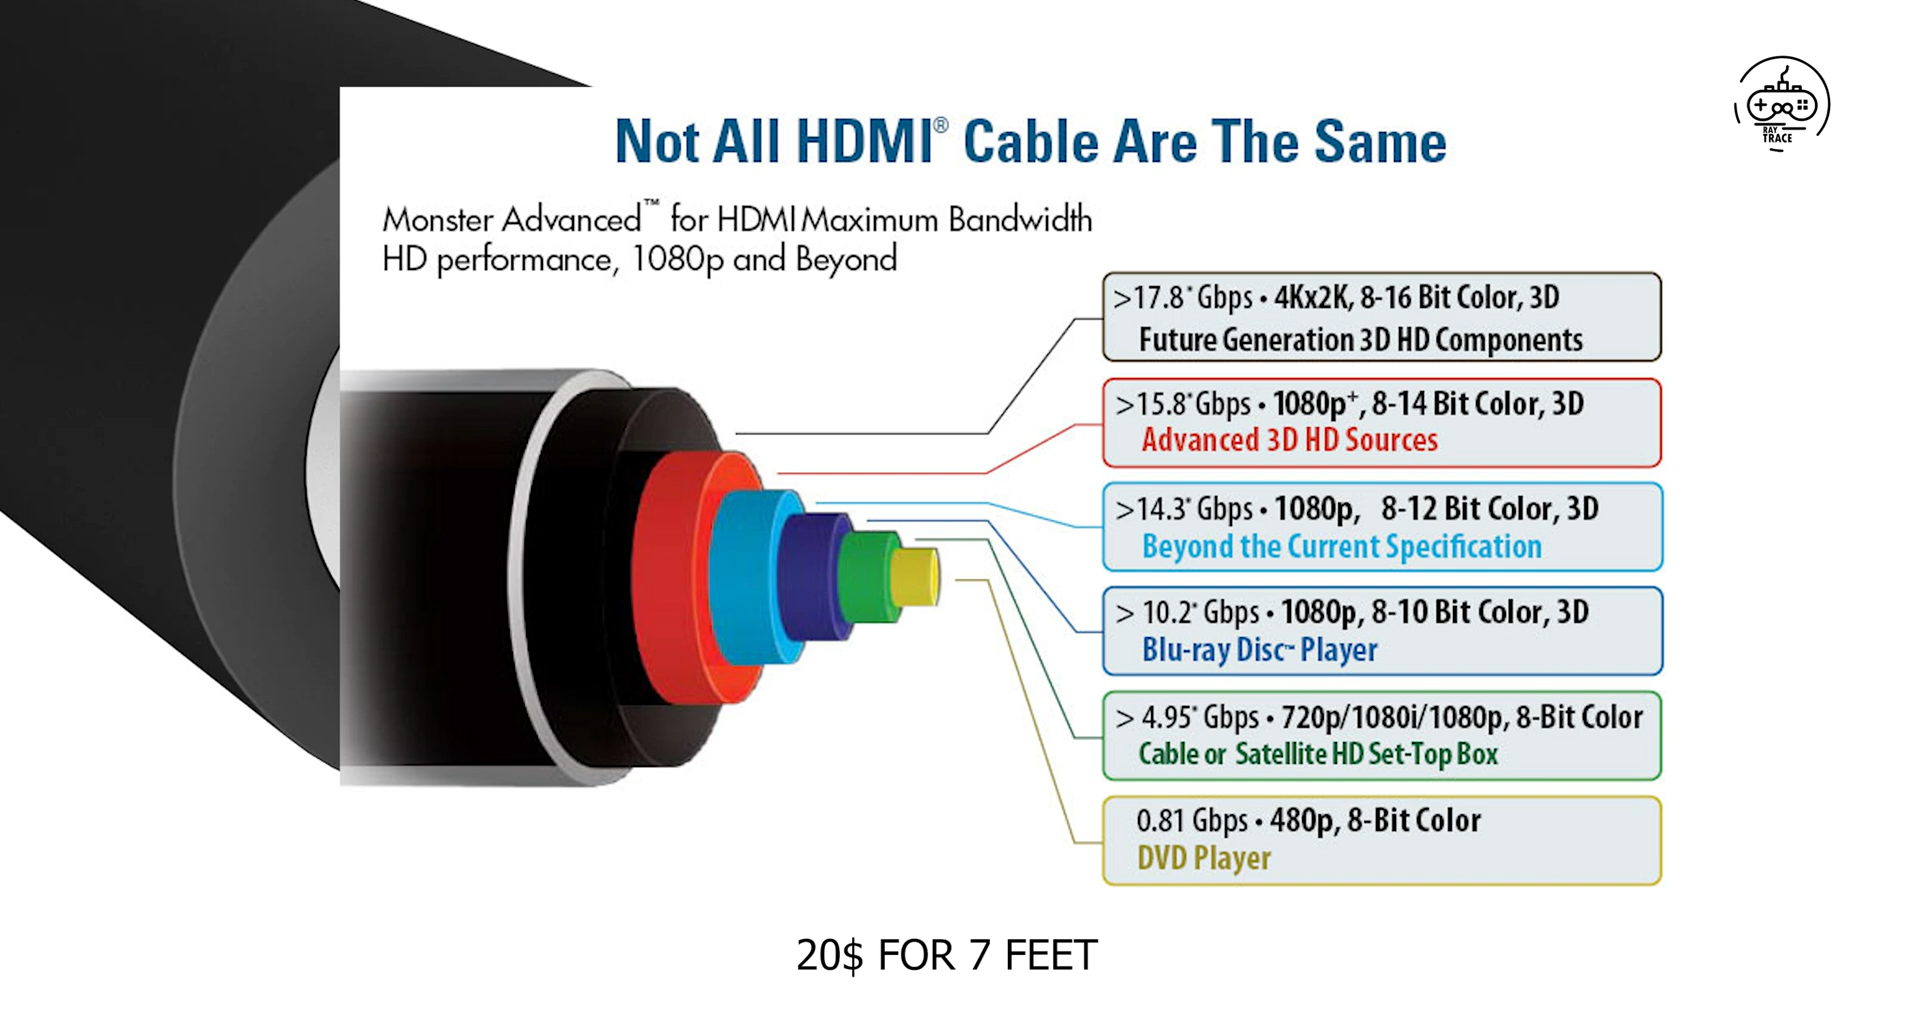 RAY
TRACE
Not All HDMI® Cable Are The Same
Monster Advanced™ for HDMI Maximum Bandwidth
HD performance, 1080p and Beyond
>17.8* Gbps • 4Kx2K, 8-16 Bit Color, 3D
Future Generation 3D HD Components
>15.8* Gbps • 1080p+, 8-14 Bit Color, 3D
Advanced 3D HD Sources
>14.3* Gbps • 1080p, 8-12 Bit Color, 3D
Beyond the Current Specification
> 10.2* Gbps • 1080p, 8-10 Bit Color, 3D
Blu-ray Disc™ Player
> 4.95* Gbps • 720p/1080i/1080p, 8-Bit Color
Cable or Satellite HD Set-Top Box
0.81 Gbps • 480p, 8-Bit Color
DVD Player
20$ FOR 7 FEET